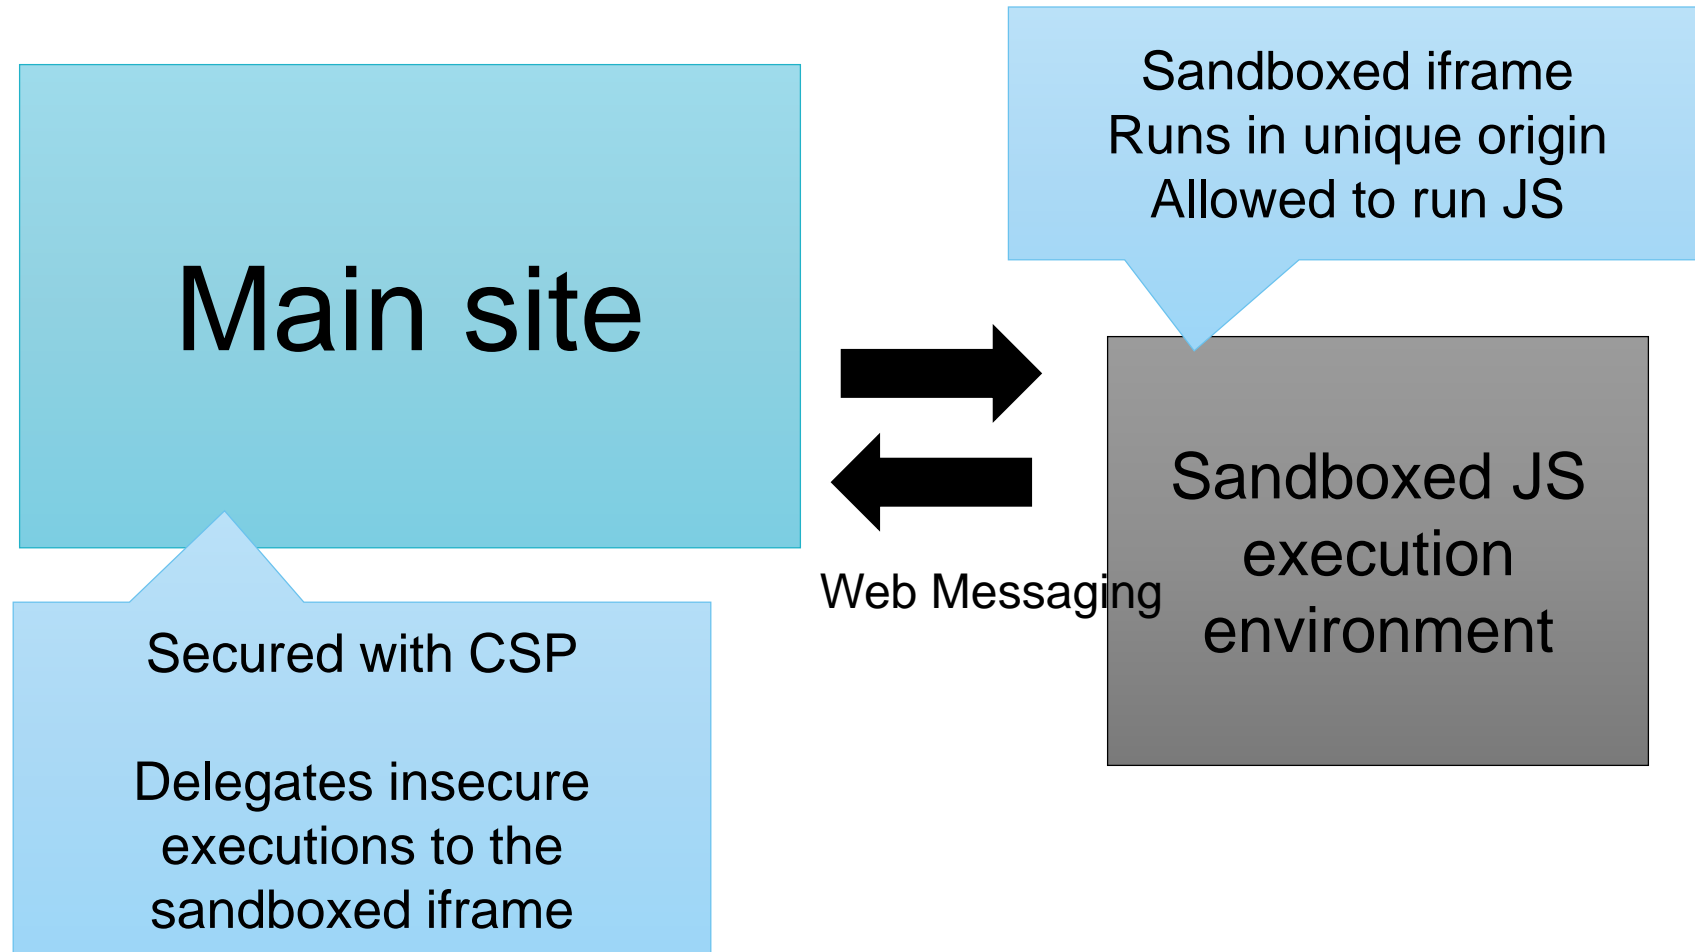 Sandboxed iframe
Runs in unique origin
Allowed to run JS
Main site
Sandboxed JS
execution
environment
Web Messaging
Secured with CSP
Delegates insecure
executions to the
sandboxed iframe